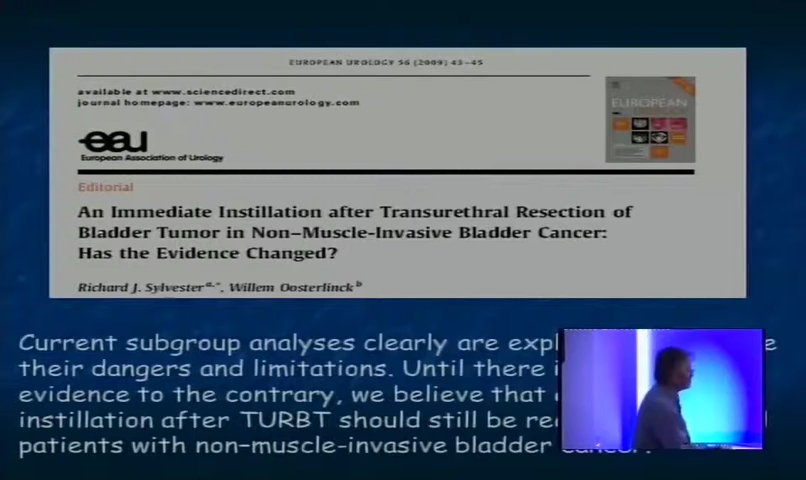 EUROPEAN UROLOGY 56 (2009) 43–45
available at www.sciencedirect.com
journal homepage: www.europeanurology.com
EUROPEAN
eau
European Association of Urology
Editorial
An Immediate Instillation after Transurethral Resection of
Bladder Tumor in Non–Muscle-Invasive Bladder Cancer:
Has the Evidence Changed?
Richard J. Sylvester a,*, Willem Oosterlinck b
Current subgroup analyses clearly are
their dangers and limitations. Until there
evidence to the contrary, we believe that
instillation after TURBT should still be
patients with non-muscle-invasive bladder